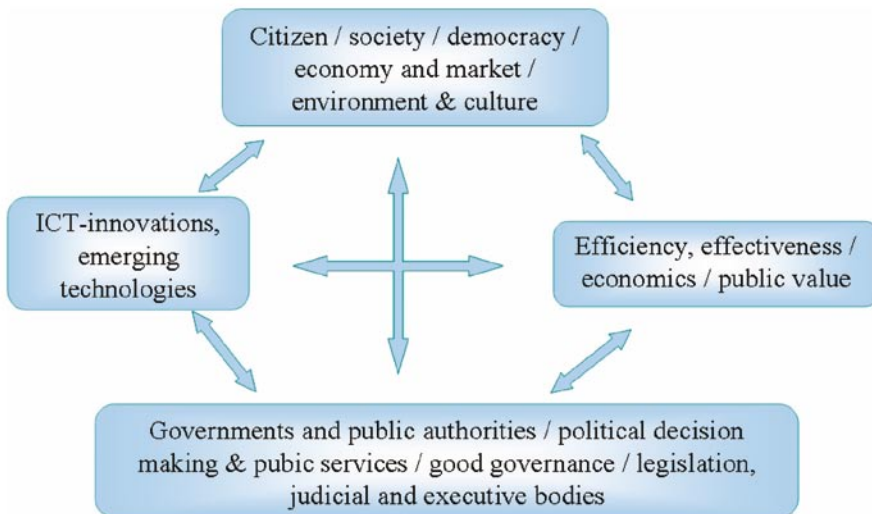 Citizen / society / democracy /
economy and market /
environment & culture
ICT-innovations,
emerging
technologies
Efficiency, effectiveness /
economics / public value
Governments and public authorities / political decision
making & pubic services / good governance / legislation,
judicial and executive bodies